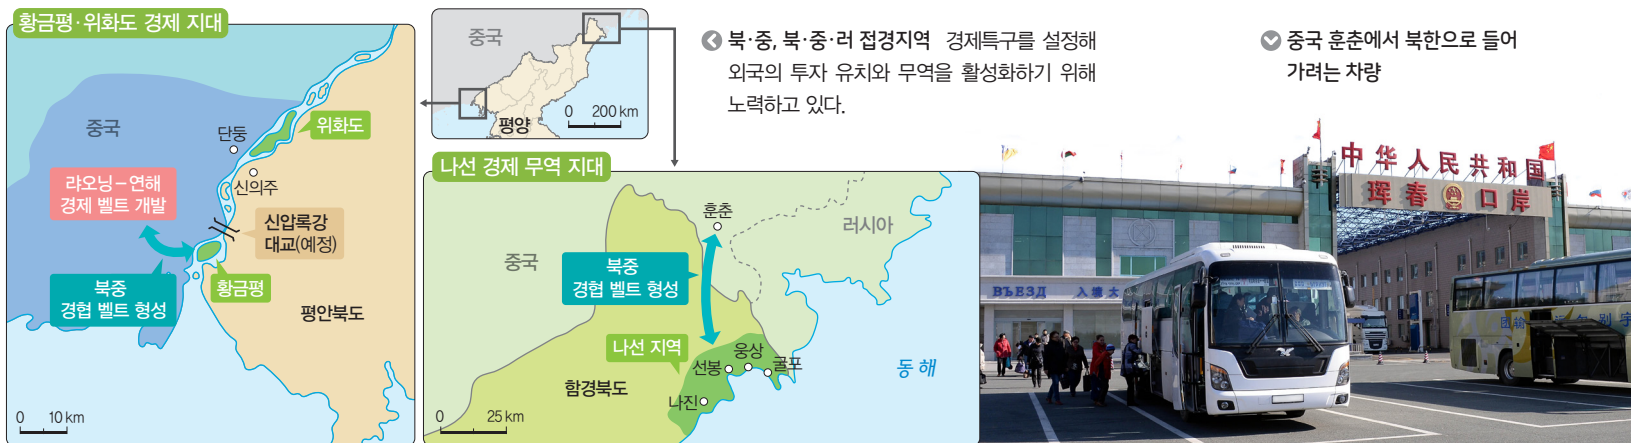 황금평·위화도 경제 지대
중국
단둥
위화도
랴오닝–연해
경제 벨트 개발
신의주
신압록강
대교(예정)
북중
경협 벨트 형성
황금평
평안북도
0 10 km
중국
평양
0 200 km
나선 경제 무역 지대
훈춘
러시아
중국
북중
경협 벨트 형성
나선 지역
웅상
선봉
굴포
나진
함경북도
동해
0 25 km
북·중, 북·중·러 접경지역 경제특구를 설정해
외국의 투자 유치와 무역을 활성화하기 위해
노력하고 있다.
중국 훈춘에서 북한으로 들어
가려는 차량
中华人民共和国
珲春口岸
ВЪЕЗД 入境大